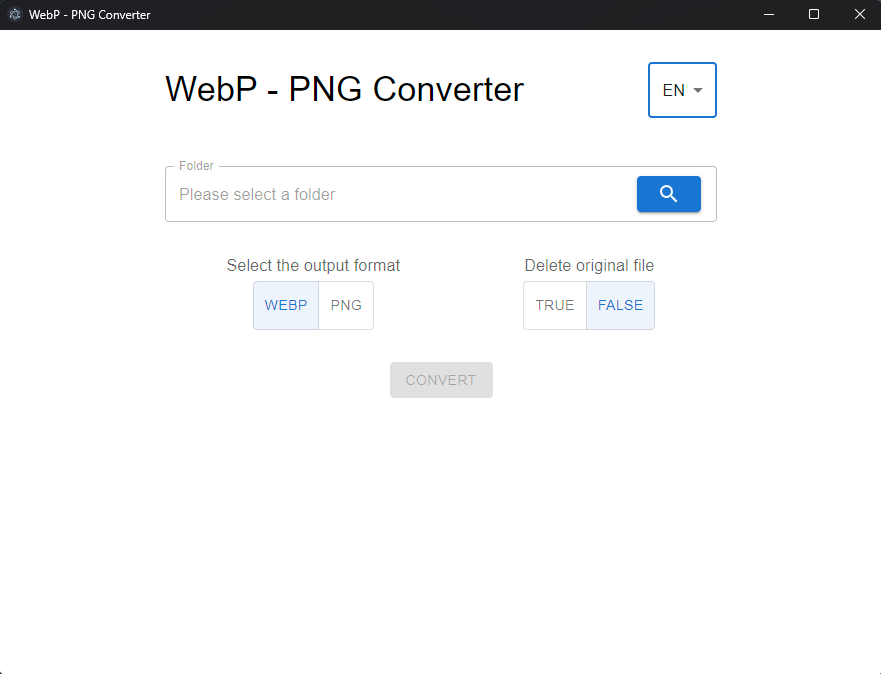 WebP - PNG Converter
WebP - PNG Converter
EN
Folder
Please select a folder
Select the output format
Delete original file
WEBP PNG
TRUE FALSE
CONVERT